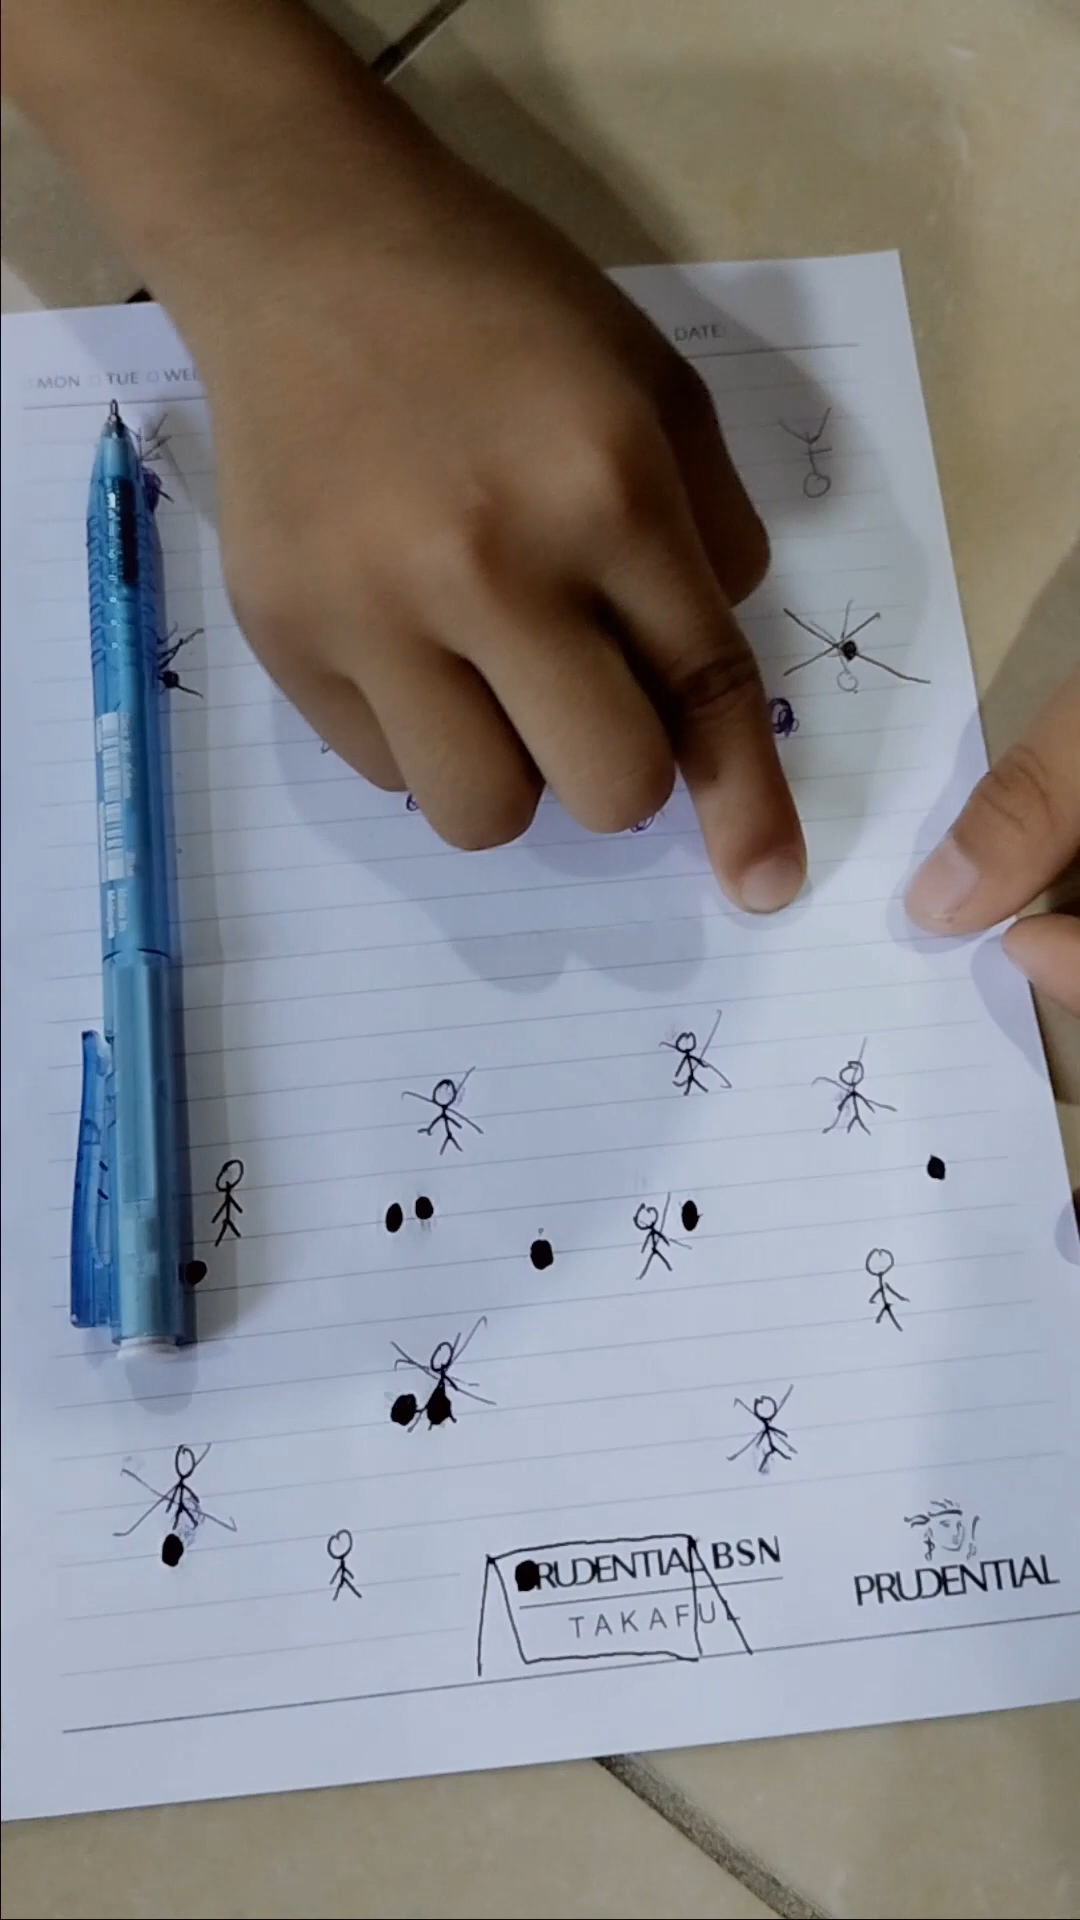 MON TUE WE
DATE:
PRUDENTIAL BSN
TAKAFUL
PRUDENTIAL